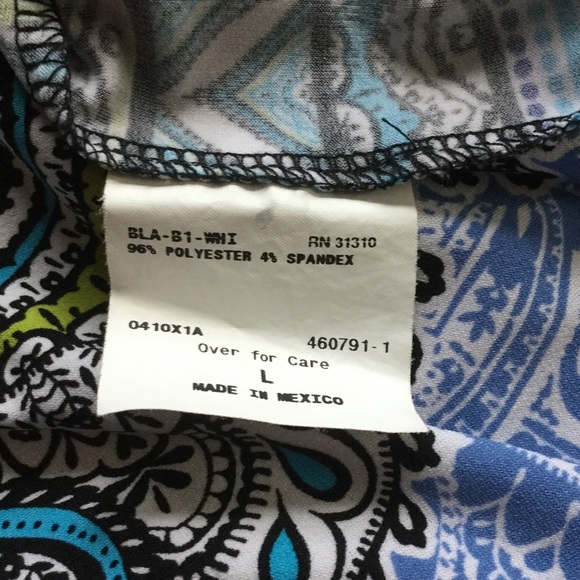 BLA-B1-WHI RN 31310
96% POLYESTER 4% SPANDEX
0410X1A 460791-1
Over for Care
L
MADE IN MEXICO